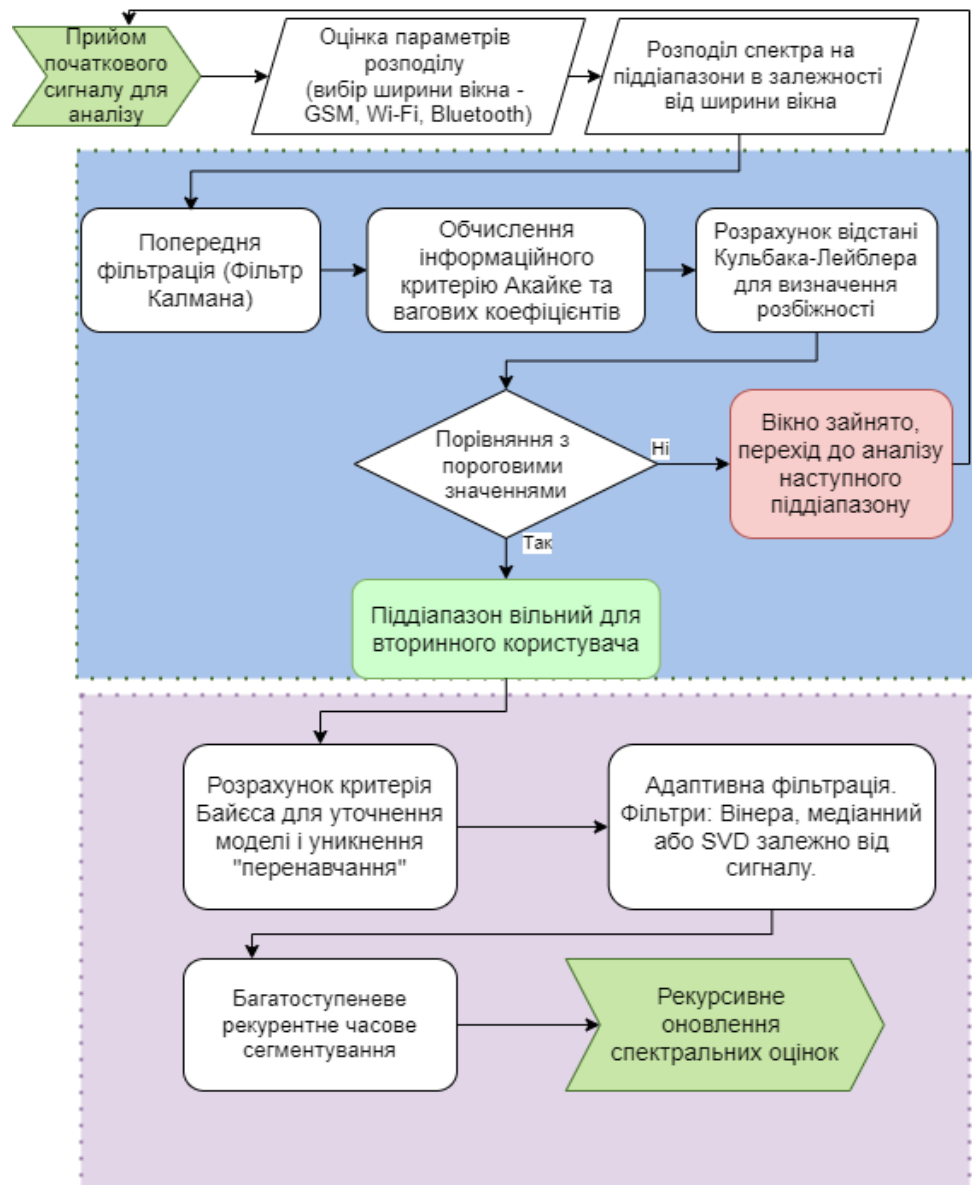 Прийом
початкового
сигналу для
аналізу
Оцінка параметрів
розподілу
(вибір ширини вікна -
GSM, Wi-Fi, Bluetooth)
Розподіл спектра на
піддіапазони в залежності
від ширини вікна
Попередня
фільтрація (Фільтр
Калмана)
Обчислення
інформаційного
критерію Акайке та
вагових коефіцієнтів
Розрахунок відстані
Кульбака-Лейблера
для визначення
розбіжності
Порівняння з
пороговими
значеннями
Ні
Вікно зайнято,
перехід до аналізу
наступного
піддіапазону
Так
Піддіапазон вільний для
вторинного користувача
Розрахунок критерія
Байєса для уточнення
моделі і уникнення
"перенавчання"
Адаптивна фільтрація.
Фільтри: Вінера, медіанний
або SVD залежно від
сигналу.
Багатоступеневе
рекурентне часове
сегментування
Рекурсивне
оновлення
спектральних оцінок